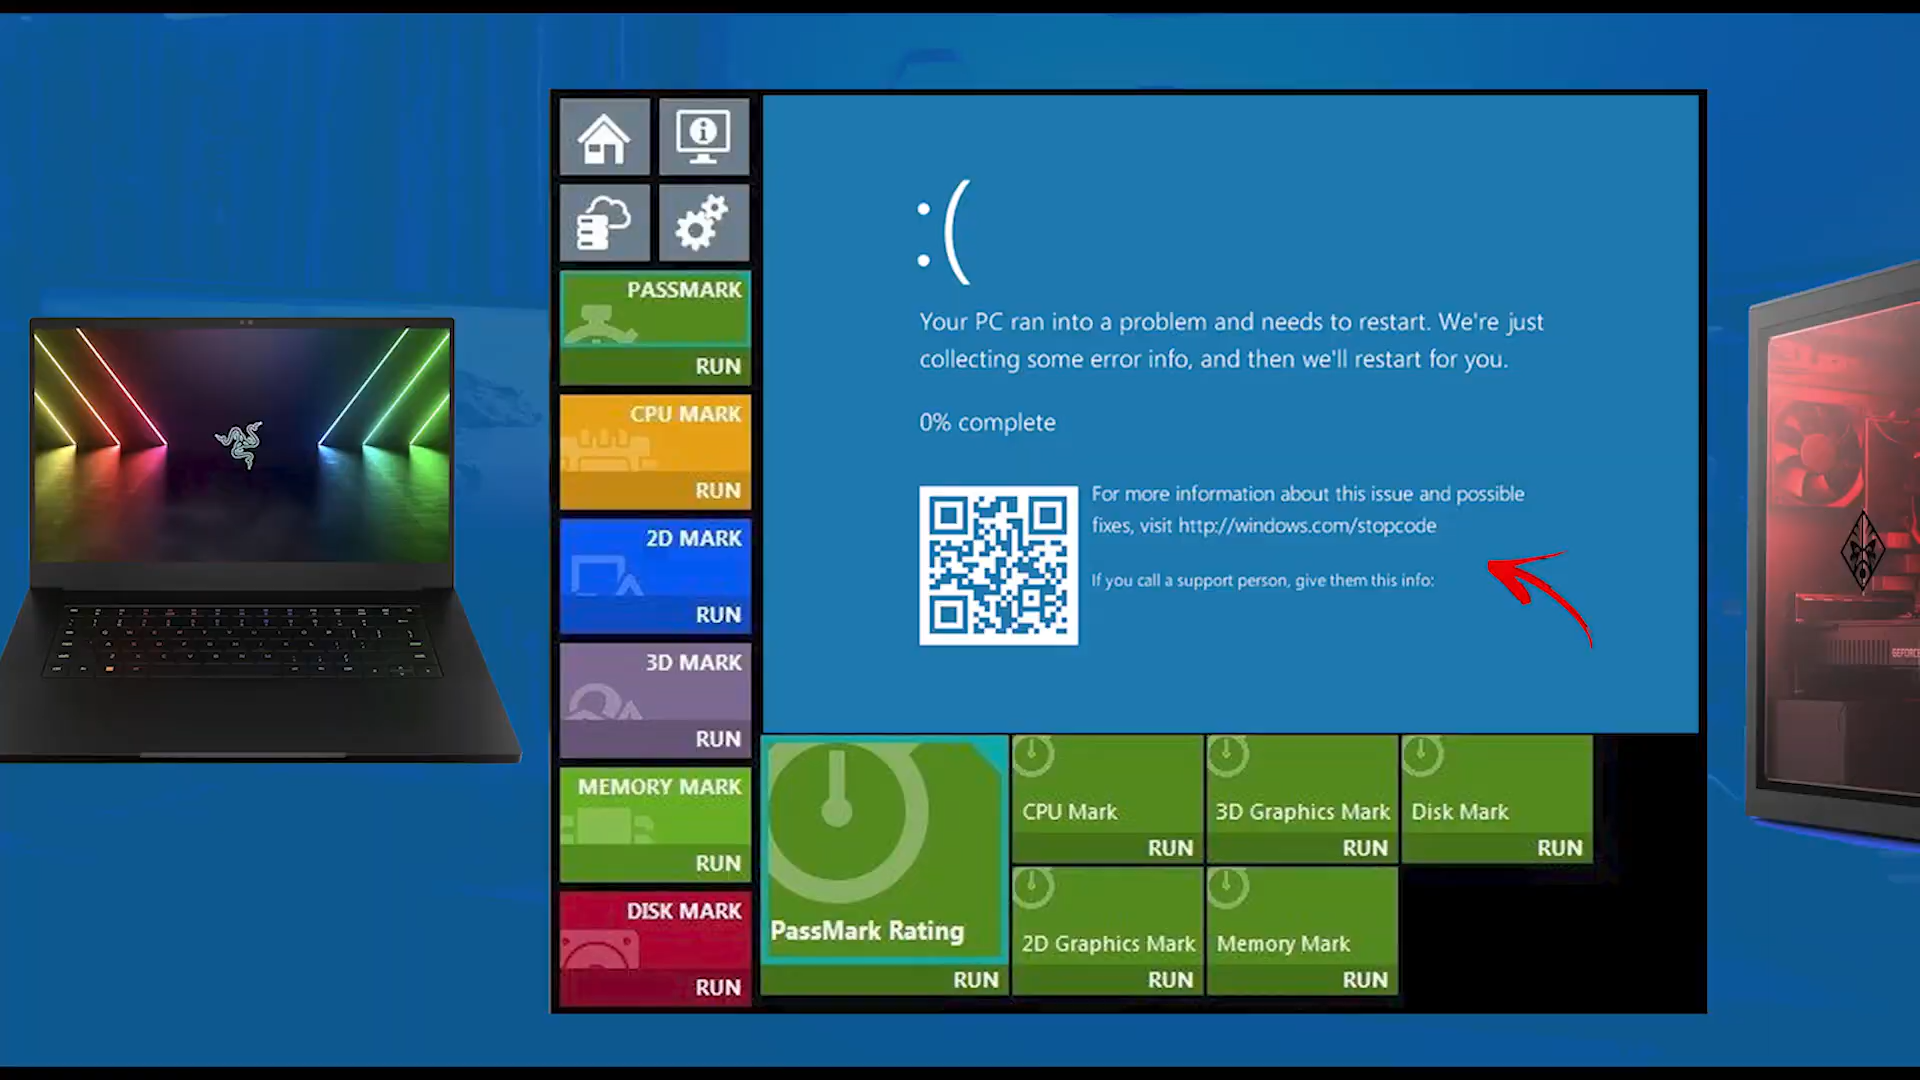 PASSMARK
RUN
CPU MARK
RUN
2D MARK
RUN
3D MARK
RUN
MEMORY MARK
RUN
DISK MARK
RUN
:(
Your PC ran into a problem and needs to restart. We're just
collecting some error info, and then we'll restart for you.
0% complete
For more information about this issue and possible
fixes, visit http://windows.com/stopcode
If you call a support person, give them this info:
PassMark Rating
RUN
CPU Mark
RUN
3D Graphics Mark
RUN
Disk Mark
RUN
2D Graphics Mark
RUN
Memory Mark
RUN